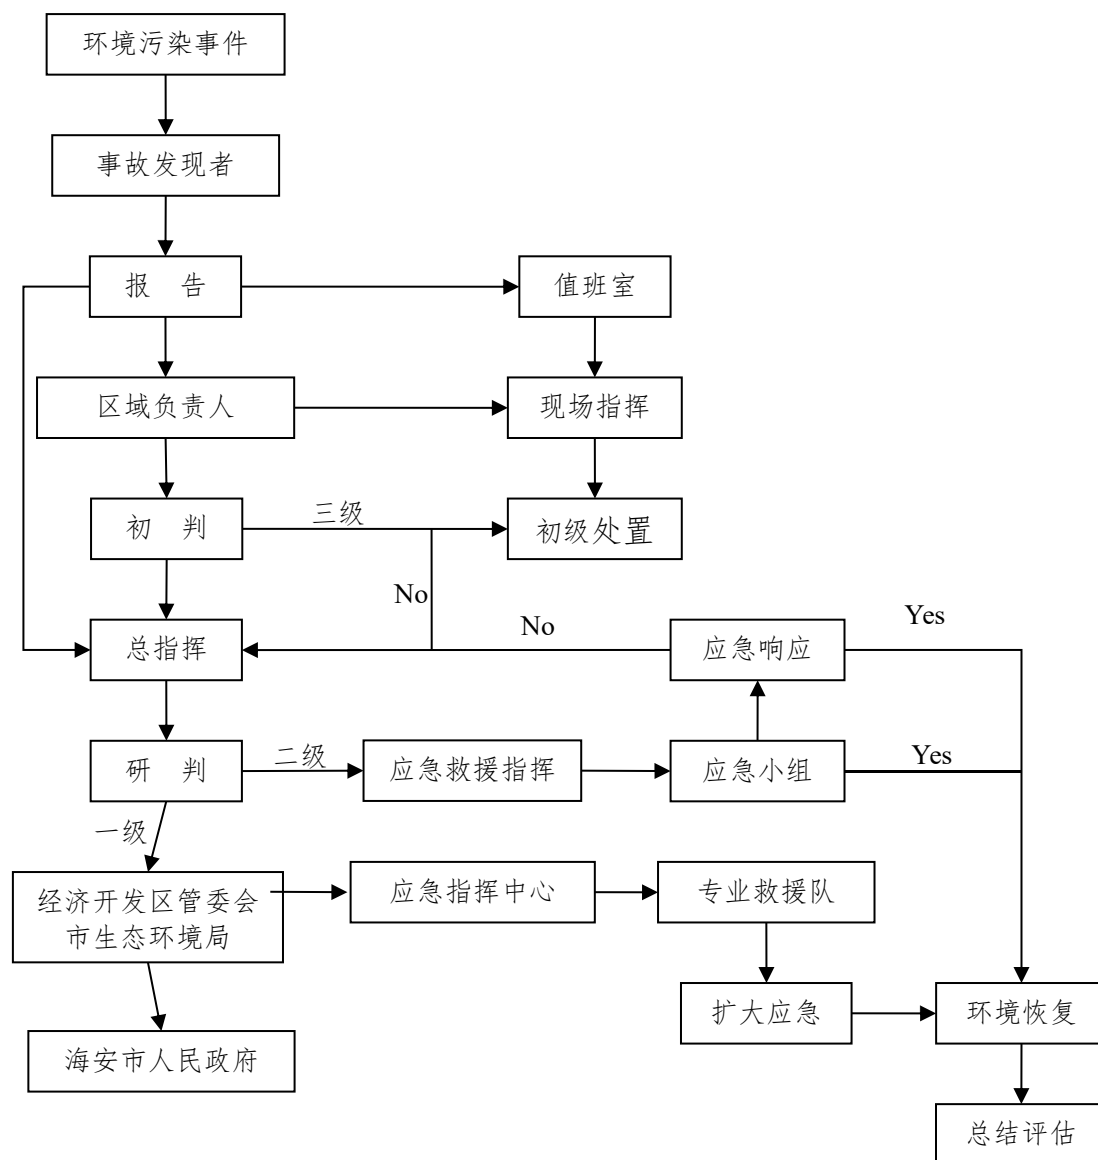 环境污染事件
事故发现者
报 告
值班室
区域负责人
现场指挥
初 判
三级
初级处置
No
No
Yes
总指挥
应急响应
研 判
二级
应急救援指挥
应急小组
Yes
一级
经济开发区管委会
市生态环境局
应急指挥中心
专业救援队
扩大应急
环境恢复
海安市人民政府
总结评估